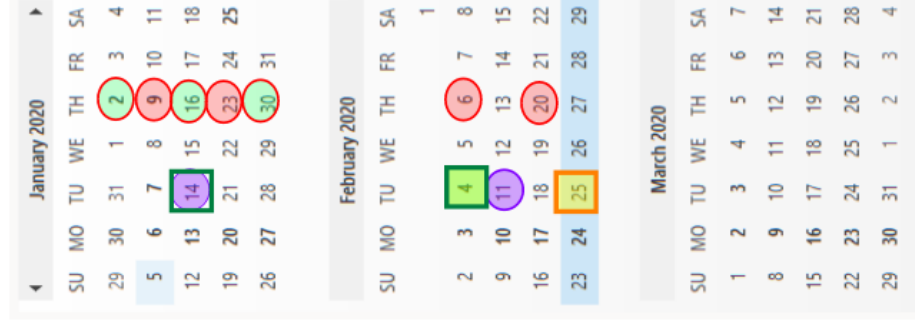 January 2020
SU MO TU WE TH FR SA
29 30 31 1 2 3 4
5 6 7 8 9 10 11
12 13 14 15 16 17 18
19 20 21 22 23 24 25
26 27 28 29 30 31
February 2020
SU MO TU WE TH FR SA
1
2 3 4 5 6 7 8
9 10 11 12 13 14 15
16 17 18 19 20 21 22
23 24 25 26 27 28 29
March 2020
SU MO TU WE TH FR SA
1 2 3 4 5 6 7
8 9 10 11 12 13 14
15 16 17 18 19 20 21
22 23 24 25 26 27 28
29 30 31 1 2 3 4